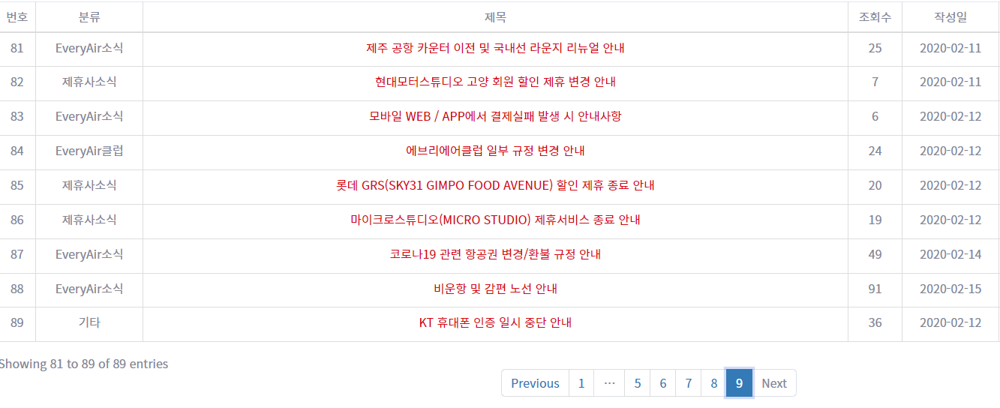 번호 분류 제목 조회수 작성일
81 EveryAir소식 제주 공항 카운터 이전 및 국내선 라운지 리뉴얼 안내 25 2020-02-11
82 제휴사소식 현대모터스튜디오 고양 회원 할인 제휴 변경 안내 7 2020-02-11
83 EveryAir소식 모바일 WEB / APP에서 결제실패 발생 시 안내사항 6 2020-02-12
84 EveryAir클럽 에브리에어클럽 일부 규정 변경 안내 24 2020-02-12
85 제휴사소식 롯데 GRS(SKY31 GIMPO FOOD AVENUE) 할인 제휴 종료 안내 20 2020-02-12
86 제휴사소식 마이크로스튜디오(MICRO STUDIO) 제휴서비스 종료 안내 19 2020-02-12
87 EveryAir소식 코로나19 관련 항공권 변경/환불 규정 안내 49 2020-02-14
88 EveryAir소식 비운항 및 감편 노선 안내 91 2020-02-15
89 기타 KT 휴대폰 인증 일시 중단 안내 36 2020-02-12
Showing 81 to 89 of 89 entries
Previous 1 ... 5 6 7 8 9 Next